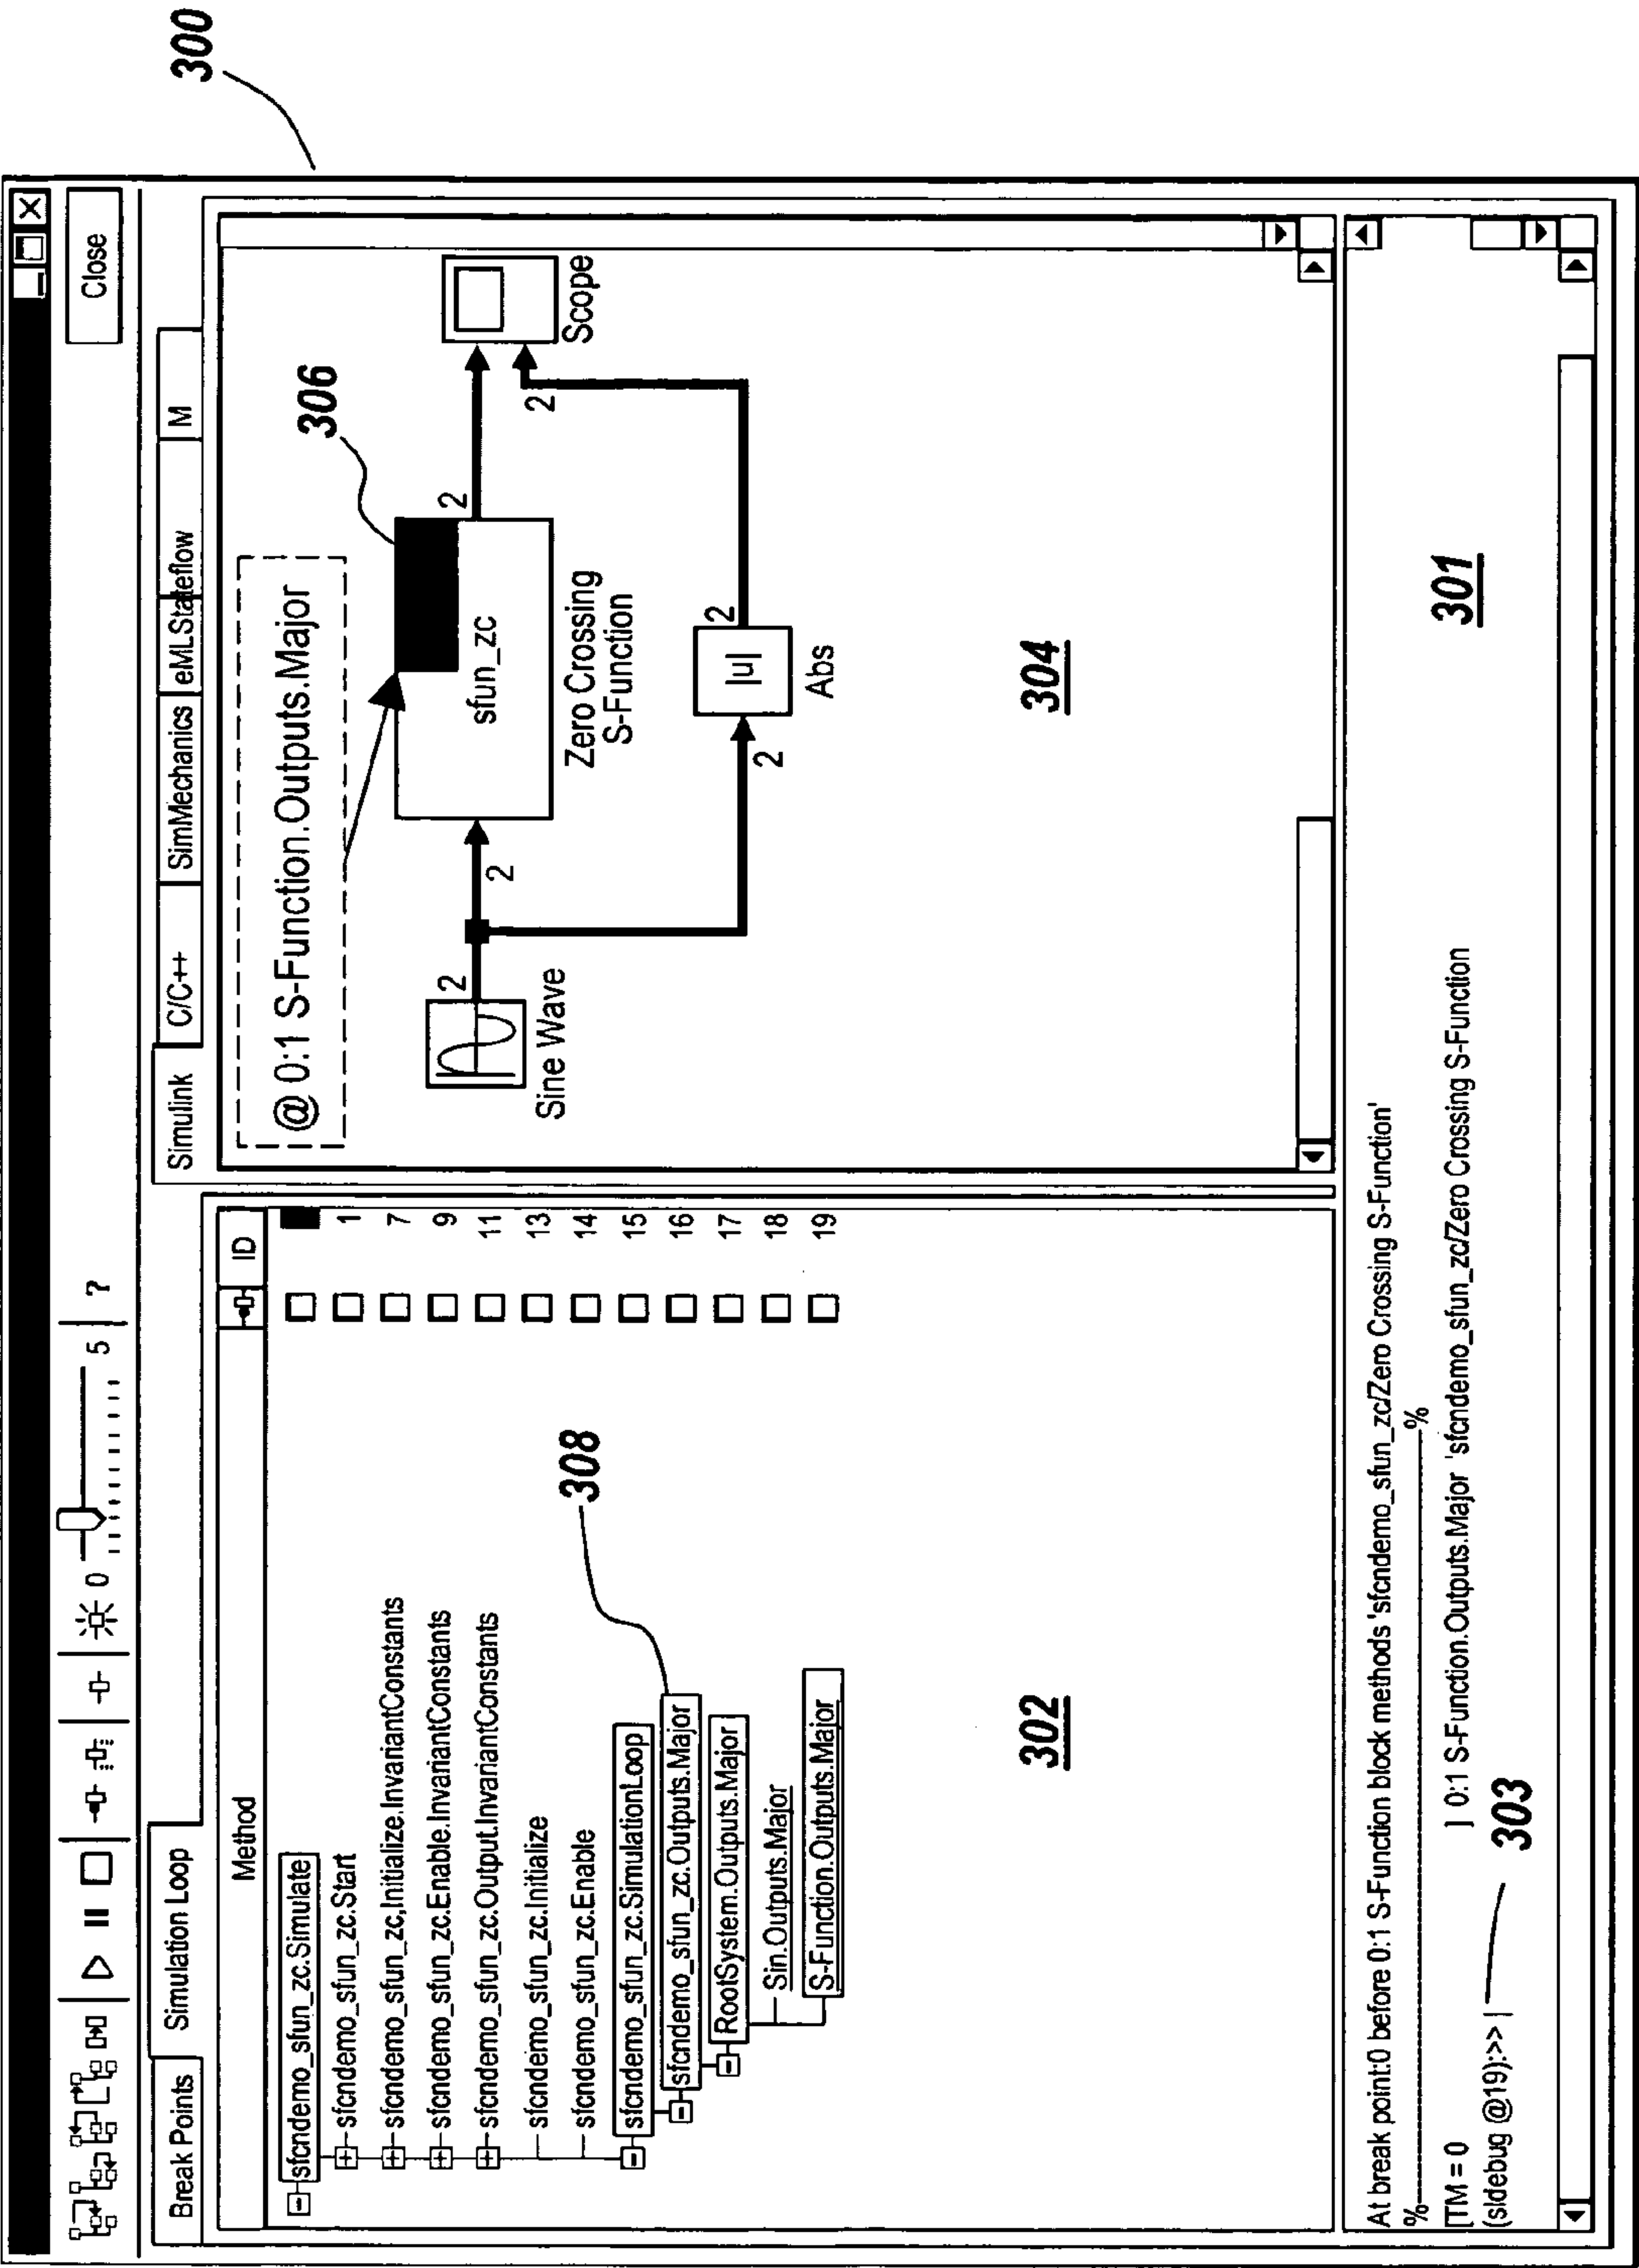 300
Close
0
5
?
Break Points
Simulation Loop
Method
ID
sfcndemo_sfun_zc.Simulate
sfcndemo_sfun_zc.Start 1
sfcndemo_sfun_zc,Initialize.InvariantConstants 7
sfcndemo_sfun_zc.Enable.InvariantConstants 9
sfcndemo_sfun_zc.Output.InvariantConstants 11
sfcndemo_sfun_zc.Initialize 13
sfcndemo_sfun_zc.Enable 14
sfcndemo_sfun_zc.SimulationLoop 15
sfcndemo_sfun_zc.Outputs.Major 16
RootSystem.Outputs.Major 17
Sin.Outputs.Major 18
S-Function.Outputs.Major 19
308
302
Simulink
C/C++
SimMechanics
eMLStateflow
M
@ 0:1 S-Function.Outputs.Major
306
2
Sine Wave
2
sfun_zc
2
Zero Crossing
S-Function
2
|u|
2
Abs
2
Scope
304
At break point:0 before 0:1 S-Function block methods 'sfcndemo_sfun_zc/Zero Crossing S-Function'
%----------------------------------------------------------------%
[TM = 0 ] 0:1 S-Function.Outputs.Major 'sfcndemo_sfun_zc/Zero Crossing S-Function
(sldebug @19):>> |
303
301